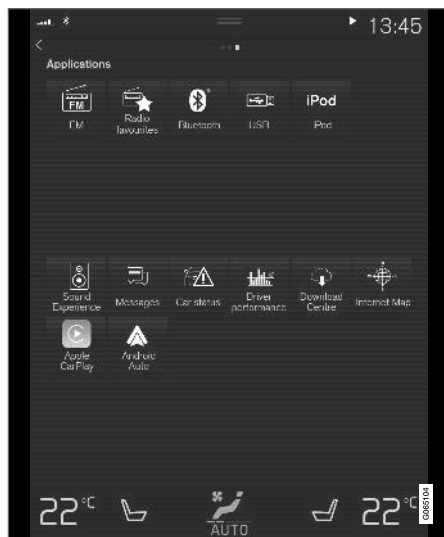 13:45
Applications
FM
iPod
FM
Radio
favourites
Bluetooth
USB
iPod
Sound
Experience
Messages
Car status
Driver
performance
Download
Centre
Internet Map
Apple
CarPlay
Android
Auto
22°C
AUTO
22°C
G065104